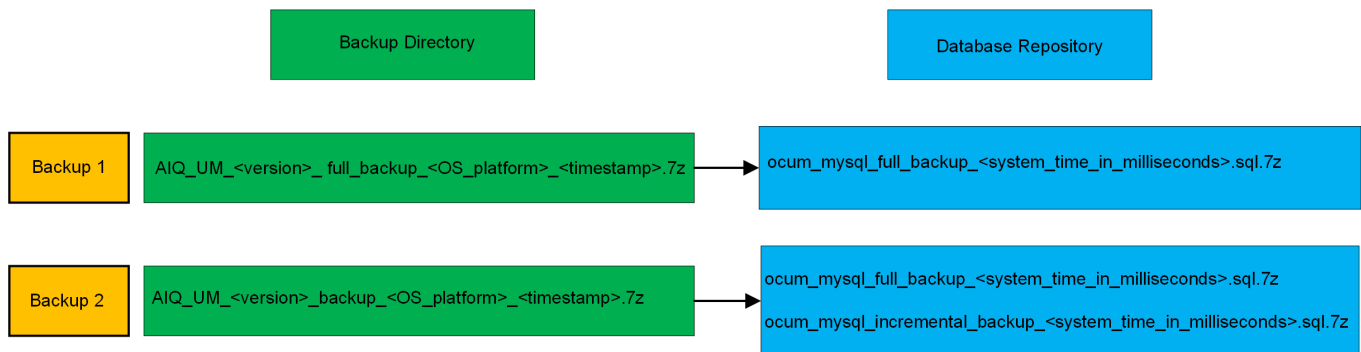 Backup Directory
Database Repository
Backup 1
AIQ_UM_<version>_ full_backup_<OS_platform>_<timestamp>.7z
ocum_mysql_full_backup_<system_time_in_milliseconds>.sql.7z
Backup 2
AIQ_UM_<version>_backup_<OS_platform>_<timestamp>.7z
ocum_mysql_full_backup_<system_time_in_milliseconds>.sql.7z
ocum_mysql_incremental_backup_<system_time_in_milliseconds>.sql.7z